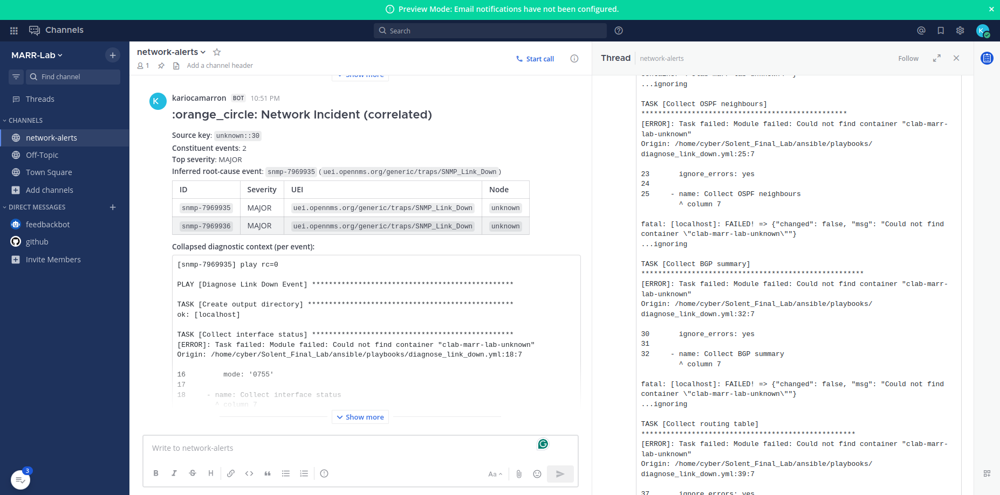 Preview Mode: Email notifications have not been configured.
Channels
Search
K
MARR-Lab
Find channel
Threads
CHANNELS
network-alerts
Off-Topic
Town Square
Add channels
DIRECT MESSAGES
feedbackbot
github
Invite Members
3
network-alerts
1
Add a channel header
Start call
Show more
K
kariocamarron BOT 10:51 PM
:orange_circle: Network Incident (correlated)
Source key: unknown::30
Constituent events: 2
Top severity: MAJOR
Inferred root-cause event: snmp-7969935 (uei.opennms.org/generic/traps/SNMP_Link_Down)
ID Severity UEI Node
snmp-7969935 MAJOR uei.opennms.org/generic/traps/SNMP_Link_Down unknown
snmp-7969936 MAJOR uei.opennms.org/generic/traps/SNMP_Link_Down unknown
Collapsed diagnostic context (per event):
[snmp-7969935] play rc=0
PLAY [Diagnose Link Down Event] ************************************************
TASK [Create output directory] *************************************************
ok: [localhost]
TASK [Collect interface status] ************************************************
[ERROR]: Task failed: Module failed: Could not find container "clab-marr-lab-unknown"
Origin: /home/cyber/Solent_Final_Lab/ansible/playbooks/diagnose_link_down.yml:18:7
16         mode: '0755'
17
18     - name: Collect interface status
^ column 7
Show more
Write to network-alerts
B I S H
Aa
Thread network-alerts
Follow
...ignoring
TASK [Collect OSPF neighbours]
*************************************************
[ERROR]: Task failed: Module failed: Could not find container "clab-marr-
lab-unknown"
Origin: /home/cyber/Solent_Final_Lab/ansible/playbooks/
diagnose_link_down.yml:25:7
23       ignore_errors: yes
24
25     - name: Collect OSPF neighbours
^ column 7
fatal: [localhost]: FAILED! => {"changed": false, "msg": "Could not find
container \"clab-marr-lab-unknown\""}
...ignoring
TASK [Collect BGP summary]
*****************************************************
[ERROR]: Task failed: Module failed: Could not find container "clab-marr-
lab-unknown"
Origin: /home/cyber/Solent_Final_Lab/ansible/playbooks/
diagnose_link_down.yml:32:7
30       ignore_errors: yes
31
32     - name: Collect BGP summary
^ column 7
fatal: [localhost]: FAILED! => {"changed": false, "msg": "Could not find
container \"clab-marr-lab-unknown\""}
...ignoring
TASK [Collect routing table]
***************************************************
[ERROR]: Task failed: Module failed: Could not find container "clab-marr-
lab-unknown"
Origin: /home/cyber/Solent_Final_Lab/ansible/playbooks/
diagnose_link_down.yml:39:7
37       ignore_errors: yes